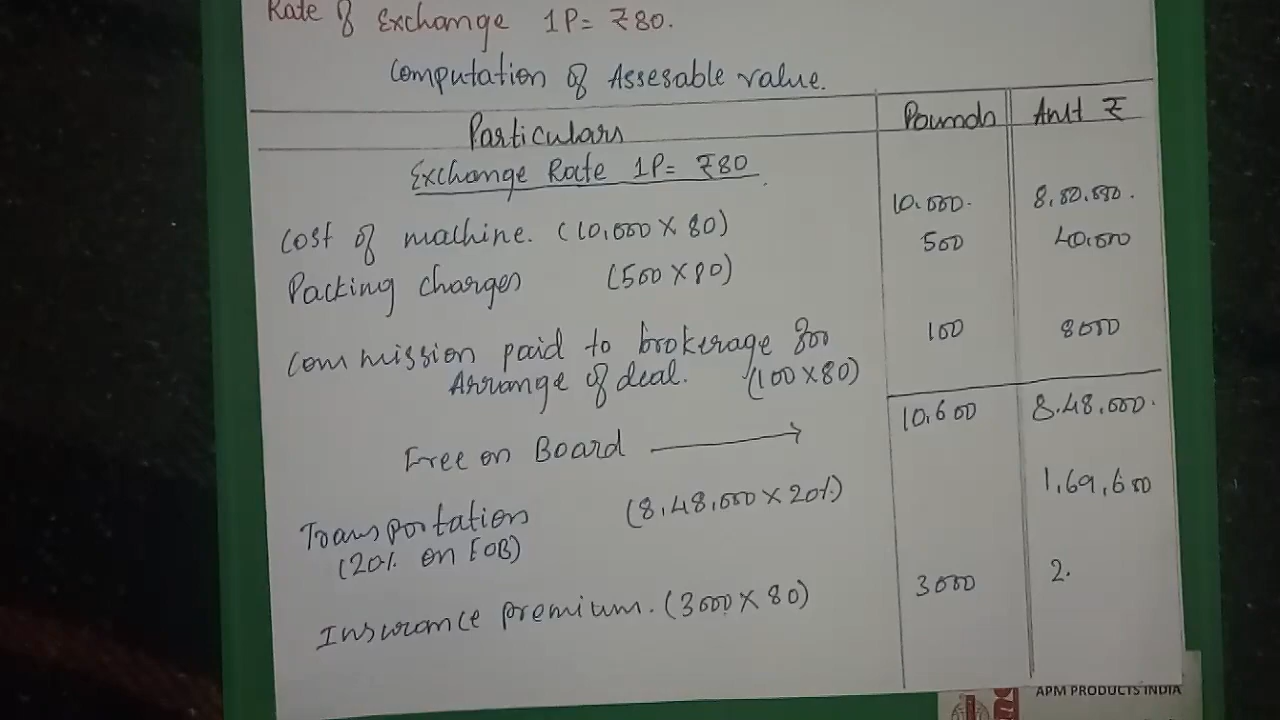 Rate of Exchange 1P= ₹80.
Computation of Assesable value.
Particulars Pounds Amt ₹
Exchange Rate 1P= ₹80
Cost of machine. (10,000 X 80) 10.000. 8,00.000.
Packing charges (500 X 80) 500 40,000
Commission paid to brokerage for 100 8000
Arrange of deal. (100 X 80)
Free on Board → 10,600 8.48,000.
Transportation (8,48,000 X 20%) 1,69,600
(20% on FOB)
Insurance premium. (3000 X 80) 3000 2.
APM PRODUCTS INDIA